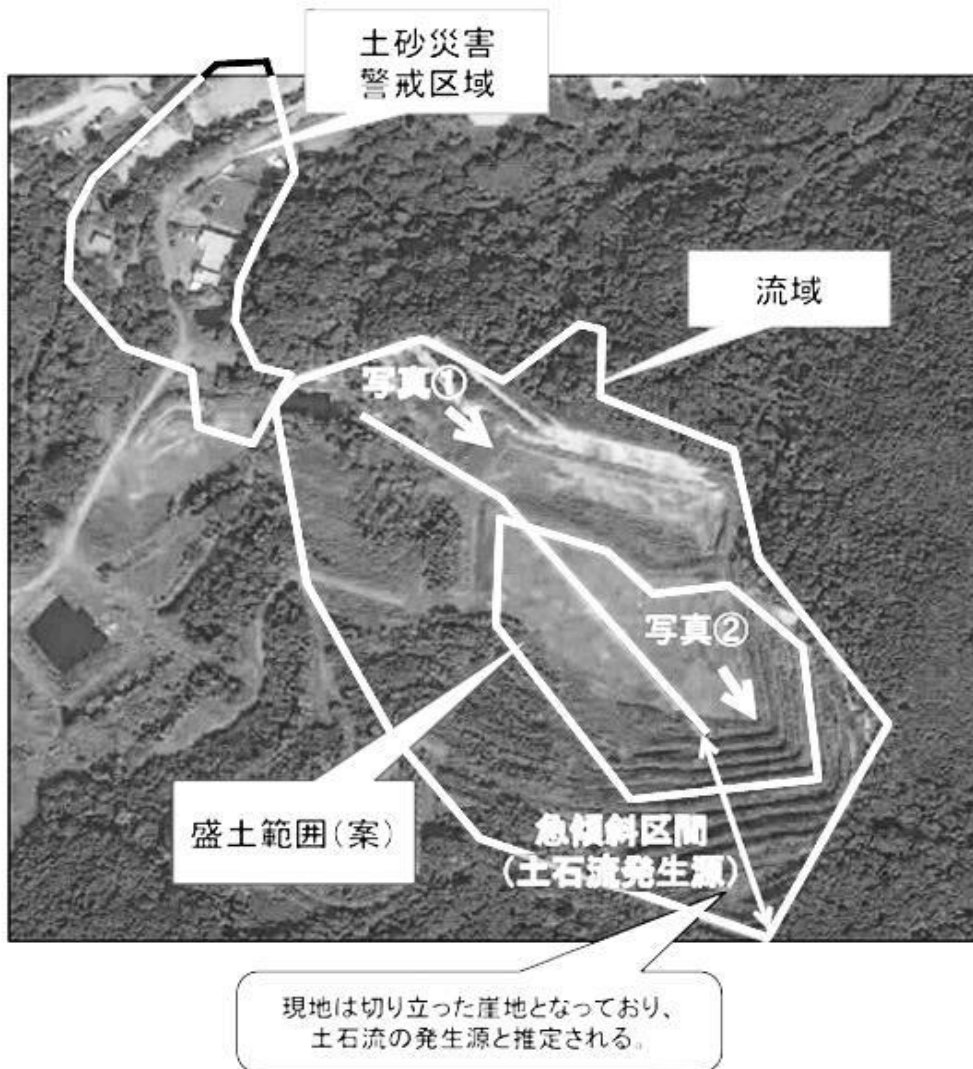 土砂災害
警戒区域
流域
写真①
写真②
盛土範囲(案)
急傾斜区間
(土石流発生源)
現地は切り立った崖地となっており、
土石流の発生源と推定される。